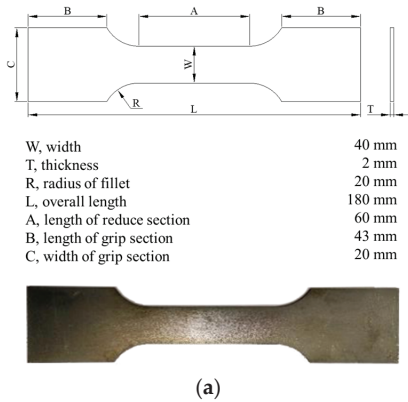 B
A
B
C
W
R
L
T
W, width 40 mm
T, thickness 2 mm
R, radius of fillet 20 mm
L, overall length 180 mm
A, length of reduce section 60 mm
B, length of grip section 43 mm
C, width of grip section 20 mm
(a)